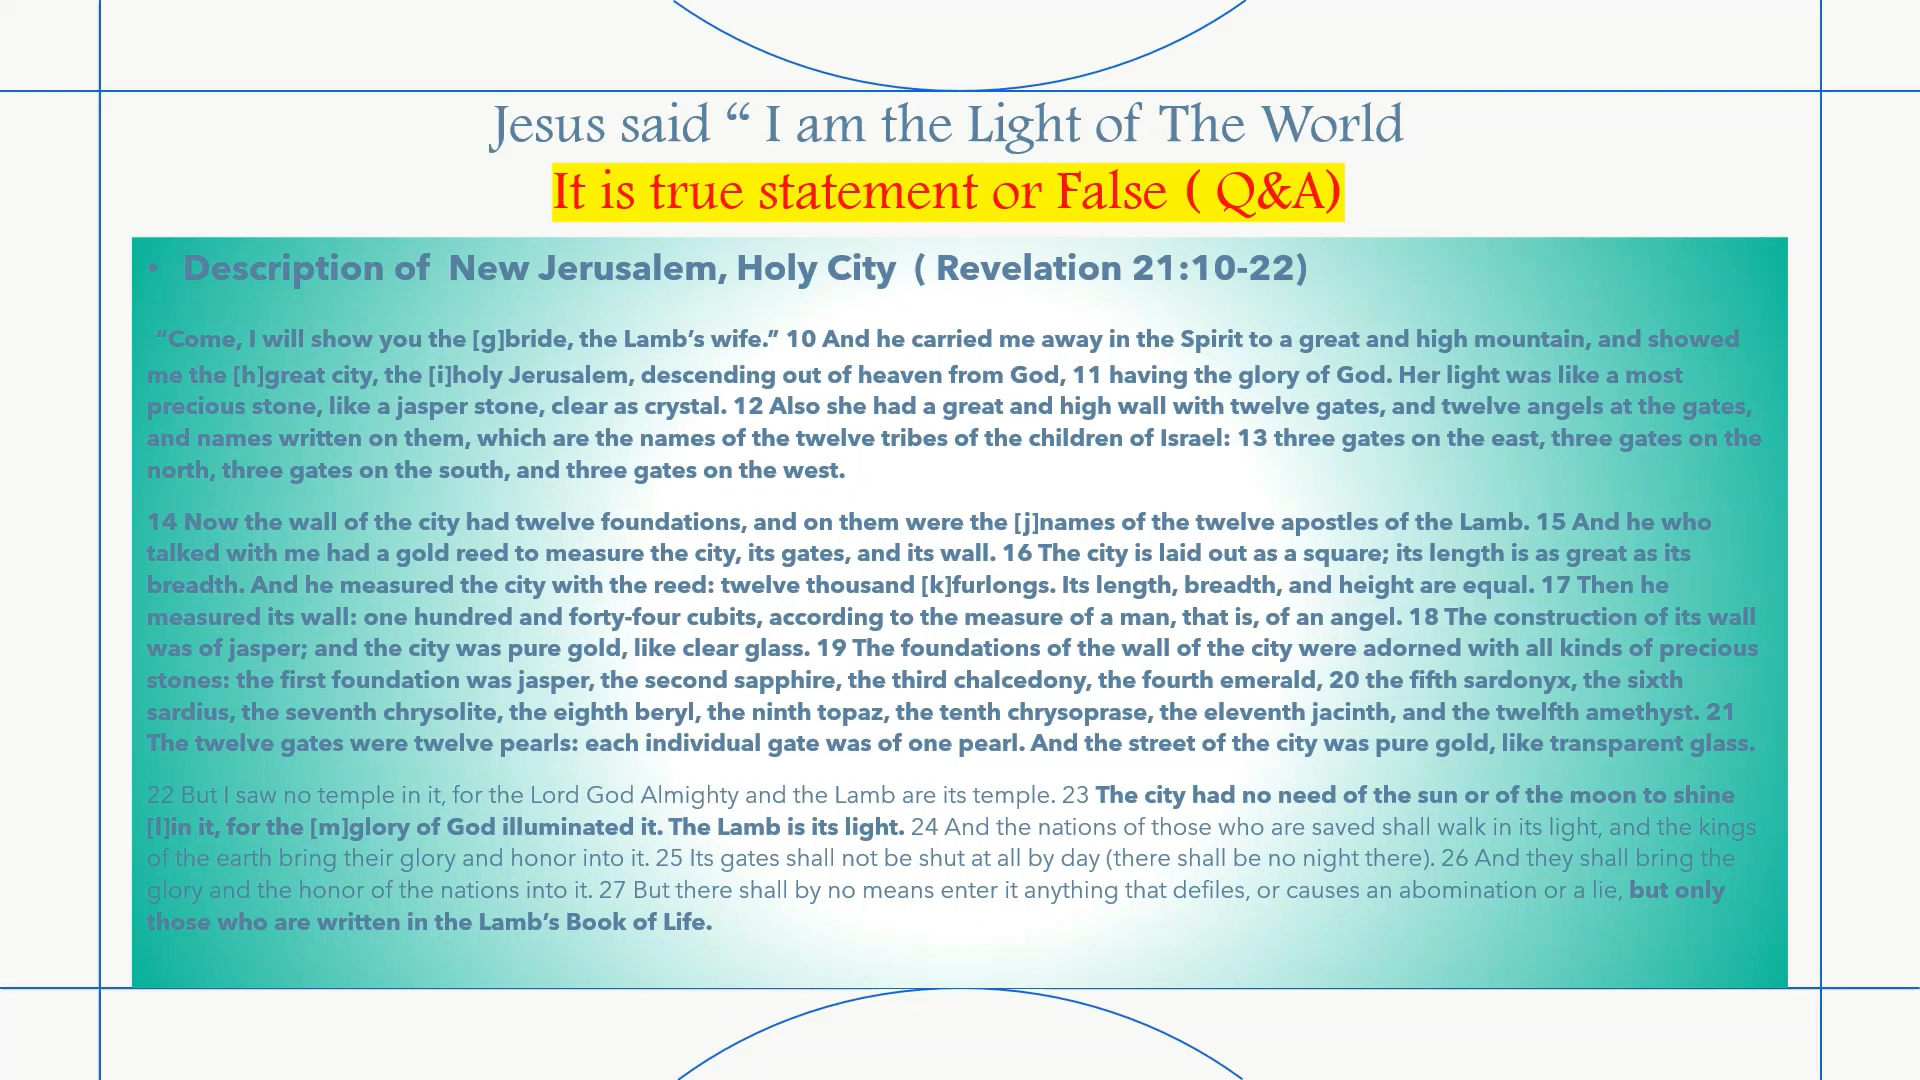 Jesus said “ I am the Light of The World
It is true statement or False ( Q&A)
• Description of New Jerusalem, Holy City ( Revelation 21:10-22)
“Come, I will show you the [g]bride, the Lamb’s wife.” 10 And he carried me away in the Spirit to a great and high mountain, and showed
me the [h]great city, the [i]holy Jerusalem, descending out of heaven from God, 11 having the glory of God. Her light was like a most
precious stone, like a jasper stone, clear as crystal. 12 Also she had a great and high wall with twelve gates, and twelve angels at the gates,
and names written on them, which are the names of the twelve tribes of the children of Israel: 13 three gates on the east, three gates on the
north, three gates on the south, and three gates on the west.
14 Now the wall of the city had twelve foundations, and on them were the [j]names of the twelve apostles of the Lamb. 15 And he who
talked with me had a gold reed to measure the city, its gates, and its wall. 16 The city is laid out as a square; its length is as great as its
breadth. And he measured the city with the reed: twelve thousand [k]furlongs. Its length, breadth, and height are equal. 17 Then he
measured its wall: one hundred and forty-four cubits, according to the measure of a man, that is, of an angel. 18 The construction of its wall
was of jasper; and the city was pure gold, like clear glass. 19 The foundations of the wall of the city were adorned with all kinds of precious
stones: the first foundation was jasper, the second sapphire, the third chalcedony, the fourth emerald, 20 the fifth sardonyx, the sixth
sardius, the seventh chrysolite, the eighth beryl, the ninth topaz, the tenth chrysoprase, the eleventh jacinth, and the twelfth amethyst. 21
The twelve gates were twelve pearls: each individual gate was of one pearl. And the street of the city was pure gold, like transparent glass.
22 But I saw no temple in it, for the Lord God Almighty and the Lamb are its temple. 23 The city had no need of the sun or of the moon to shine
[l]in it, for the [m]glory of God illuminated it. The Lamb is its light. 24 And the nations of those who are saved shall walk in its light, and the kings
of the earth bring their glory and honor into it. 25 Its gates shall not be shut at all by day (there shall be no night there). 26 And they shall bring the
glory and the honor of the nations into it. 27 But there shall by no means enter it anything that defiles, or causes an abomination or a lie, but only
those who are written in the Lamb’s Book of Life.